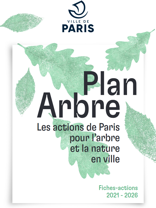 VILLE DE
PARIS
Plan
Arbre
Les actions de Paris
pour l'arbre
et la nature
en ville
Fiches-actions
2021 - 2026